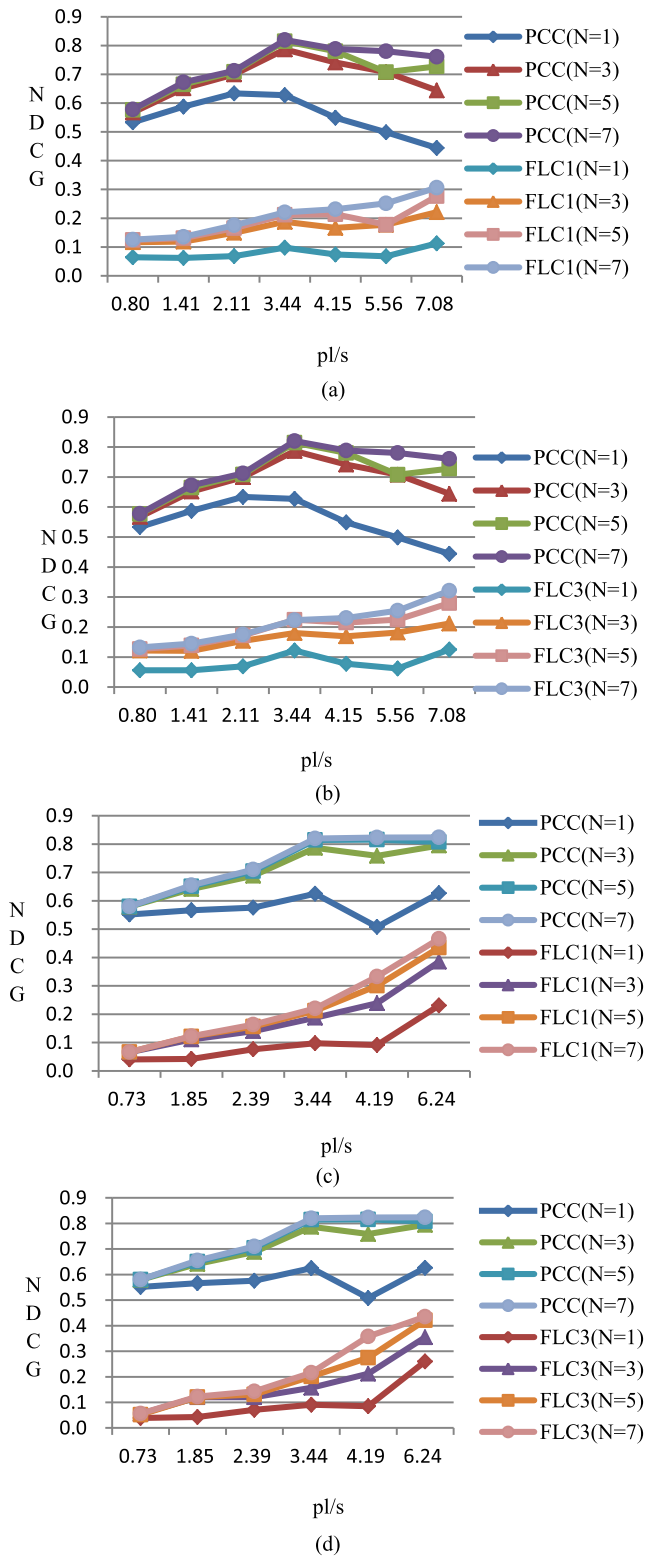 0.9
0.8
0.7
0.6
0.5
0.4
0.3
0.2
0.1
0.0
N
D
C
G
0.80 1.41 2.11 3.44 4.15 5.56 7.08
pl/s
PCC(N=1)
PCC(N=3)
PCC(N=5)
PCC(N=7)
FLC1(N=1)
FLC1(N=3)
FLC1(N=5)
FLC1(N=7)
(a)
0.9
0.8
0.7
0.6
0.5
0.4
0.3
0.2
0.1
0.0
N
D
C
G
0.80 1.41 2.11 3.44 4.15 5.56 7.08
pl/s
PCC(N=1)
PCC(N=3)
PCC(N=5)
PCC(N=7)
FLC3(N=1)
FLC3(N=3)
FLC3(N=5)
FLC3(N=7)
(b)
0.9
0.8
0.7
0.6
0.5
0.4
0.3
0.2
0.1
0.0
N
D
C
G
0.73 1.85 2.39 3.44 4.19 6.24
pl/s
PCC(N=1)
PCC(N=3)
PCC(N=5)
PCC(N=7)
FLC1(N=1)
FLC1(N=3)
FLC1(N=5)
FLC1(N=7)
(c)
0.9
0.8
0.7
0.6
0.5
0.4
0.3
0.2
0.1
0.0
N
D
C
G
0.73 1.85 2.39 3.44 4.19 6.24
pl/s
PCC(N=1)
PCC(N=3)
PCC(N=5)
PCC(N=7)
FLC3(N=1)
FLC3(N=3)
FLC3(N=5)
FLC3(N=7)
(d)